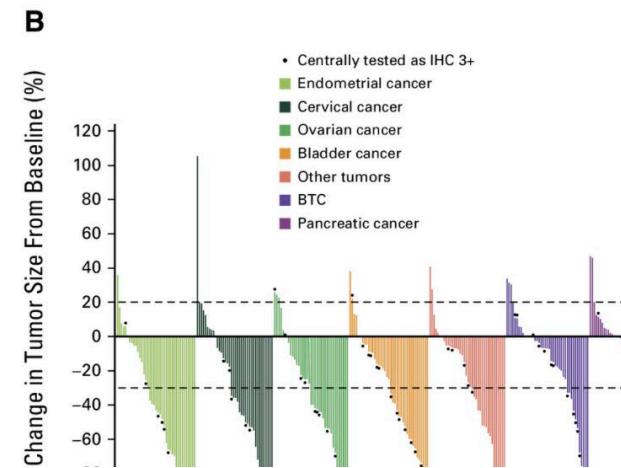 B
Centrally tested as IHC 3+
Endometrial cancer
Cervical cancer
Ovarian cancer
Bladder cancer
Other tumors
BTC
Pancreatic cancer
Change in Tumor Size From Baseline (%)
120
100
80
60
40
20
0
−20
−40
−60